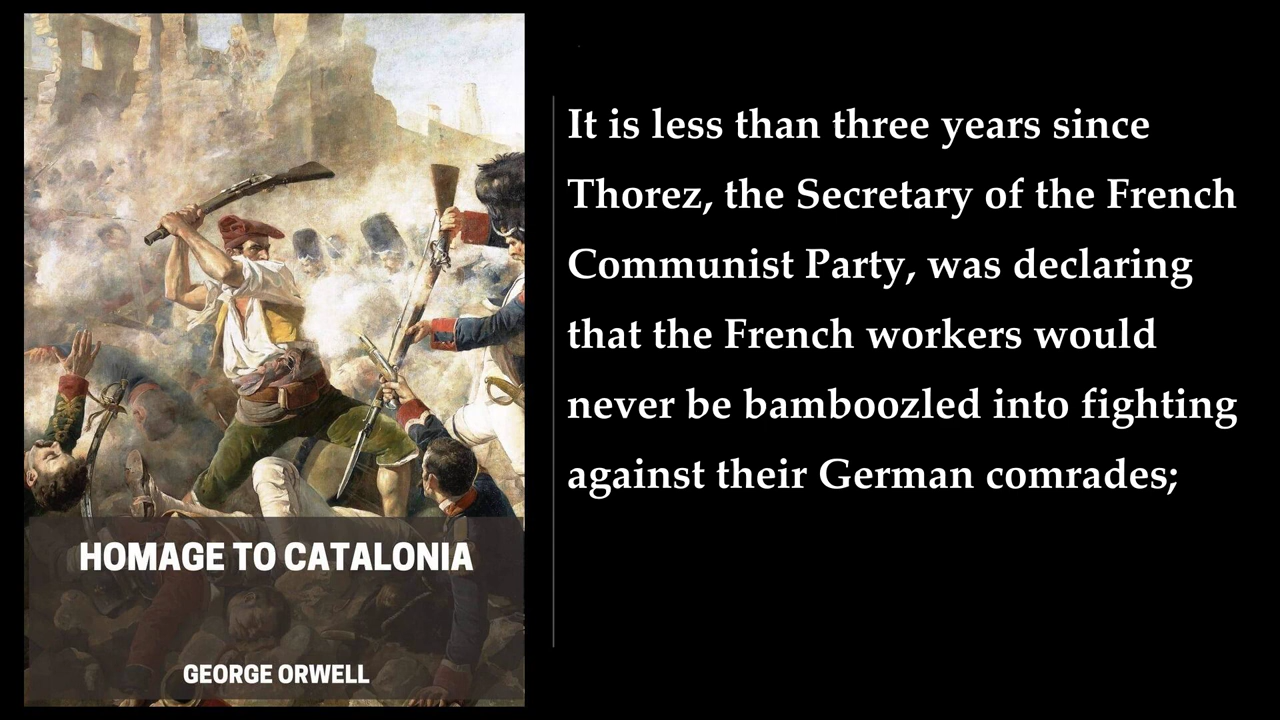 HOMAGE TO CATALONIA
GEORGE ORWELL
It is less than three years since
Thorez, the Secretary of the French
Communist Party, was declaring
that the French workers would
never be bamboozled into fighting
against their German comrades;